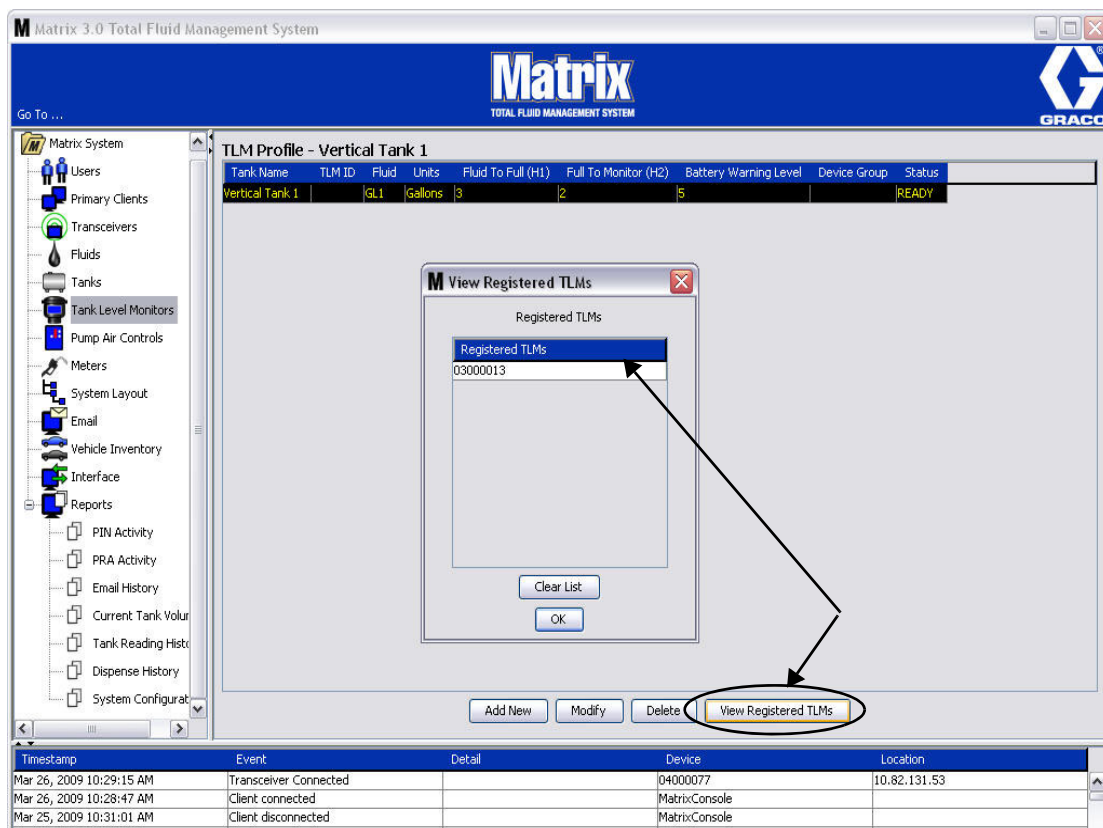 M Matrix 3.0 Total Fluid Management System
Matrix
TOTAL FLUID MANAGEMENT SYSTEM
Go To ...
GRACO
Matrix System
Users
Primary Clients
Transceivers
Fluids
Tanks
Tank Level Monitors
Pump Air Controls
Meters
System Layout
Email
Vehicle Inventory
Interface
Reports
PIN Activity
PRA Activity
Email History
Current Tank Volur
Tank Reading Histo
Dispense History
System Configurat
TLM Profile - Vertical Tank 1
Tank Name TLM ID Fluid Units Fluid To Full (H1) Full To Monitor (H2) Battery Warning Level Device Group Status
Vertical Tank 1 GL1 Gallons 3 2 5 READY
M View Registered TLMs
Registered TLMs
Registered TLMs
03000013
Clear List
OK
Add New Modify Delete View Registered TLMs
Timestamp Event Detail Device Location
Mar 26, 2009 10:29:15 AM Transceiver Connected 04000077 10.82.131.53
Mar 26, 2009 10:28:47 AM Client connected MatrixConsole
Mar 25, 2009 10:31:01 AM Client disconnected MatrixConsole